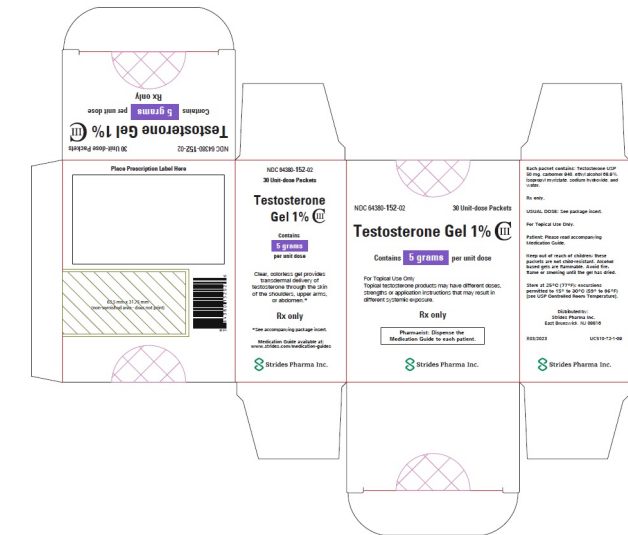 NDC 64380-152-02 30 Unit-dose Packets
Testosterone Gel 1% CIII
Contains 5 grams per unit dose
Rx only
Place Prescription Label Here
(non-varnished area - does not print)
NDC 64380-152-02
30 Unit-dose Packets
Testosterone
Gel 1% CIII
Contains
5 grams
per unit dose
Clear, colorless gel provides
transdermal delivery of
testosterone through the skin
of the shoulders, upper arms,
or abdomen.*
Rx only
*See accompanying package insert.
Medication Guide available at:
www.strides.com/medication-guides
Strides Pharma Inc.
NDC 64380-152-02 30 Unit-dose Packets
Testosterone Gel 1% CIII
Contains 5 grams per unit dose
For Topical Use Only
Topical testosterone products may have different doses,
strengths or application instructions that may result in
different systemic exposure.
Rx only
Pharmacist: Dispense the
Medication Guide to each patient.
Strides Pharma Inc.
Each packet contains: Testosterone USP
50 mg, carbomer 940, ethyl alcohol
isopropyl myristate, sodium hydroxide, and
water.
Rx only.
USUAL DOSE: See package insert.
For Topical Use Only.
Patient: Please read accompanying
Medication Guide.
Keep out of reach of children: these
packets are not child-resistant. Alcohol
based gels are flammable. Avoid fire,
flame or smoking until the gel has dried.
Store at 25°C (77°F); excursions
permitted to 15° to 30°C (59° to 86°F)
[see USP Controlled Room Temperature].
Distributed by:
Strides Pharma Inc.
East Brunswick, NJ 08816
Strides Pharma Inc.